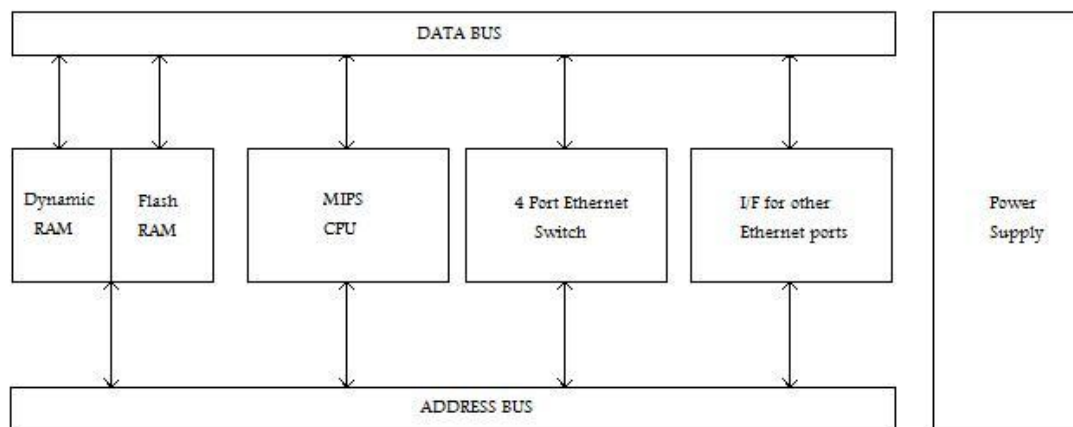 DATA BUS
Dynamic
RAM
Flash
RAM
MIPS
CPU
4 Port Ethernet
Switch
I/F for other
Ethernet ports
Power
Supply
ADDRESS BUS